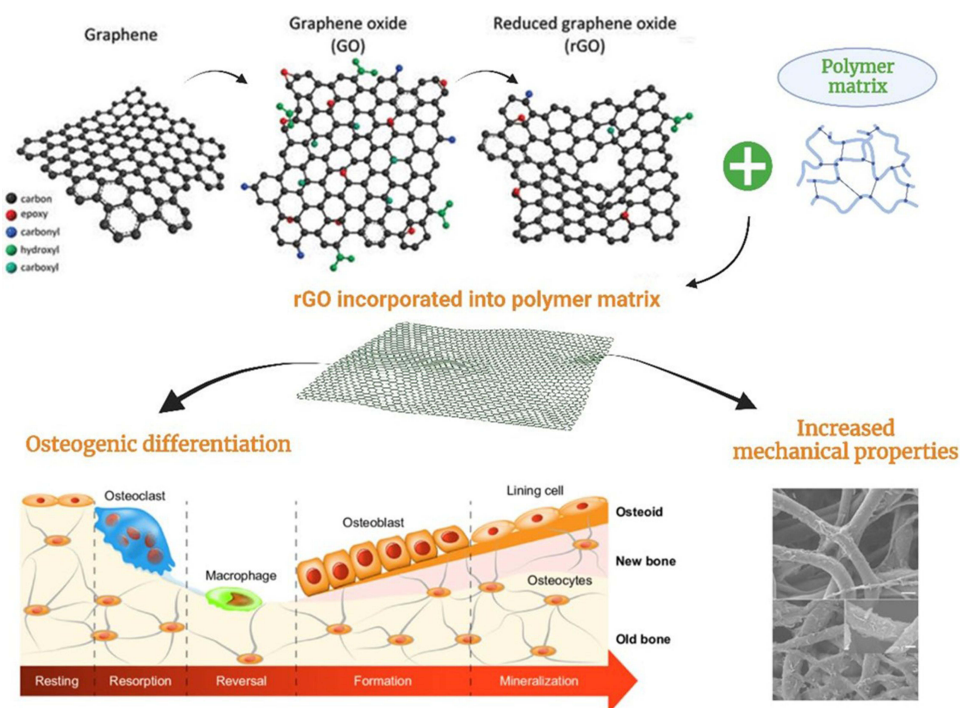 Graphene
Graphene oxide
(GO)
Reduced graphene oxide
(rGO)
Polymer
matrix
carbon
epoxy
carbonyl
hydroxyl
carboxyl
rGO incorporated into polymer matrix
Osteogenic differentiation
Increased
mechanical properties
Osteoclast
Macrophage
Osteoblast
Lining cell
Osteoid
New bone
Osteocytes
Old bone
Resting
Resorption
Reversal
Formation
Mineralization